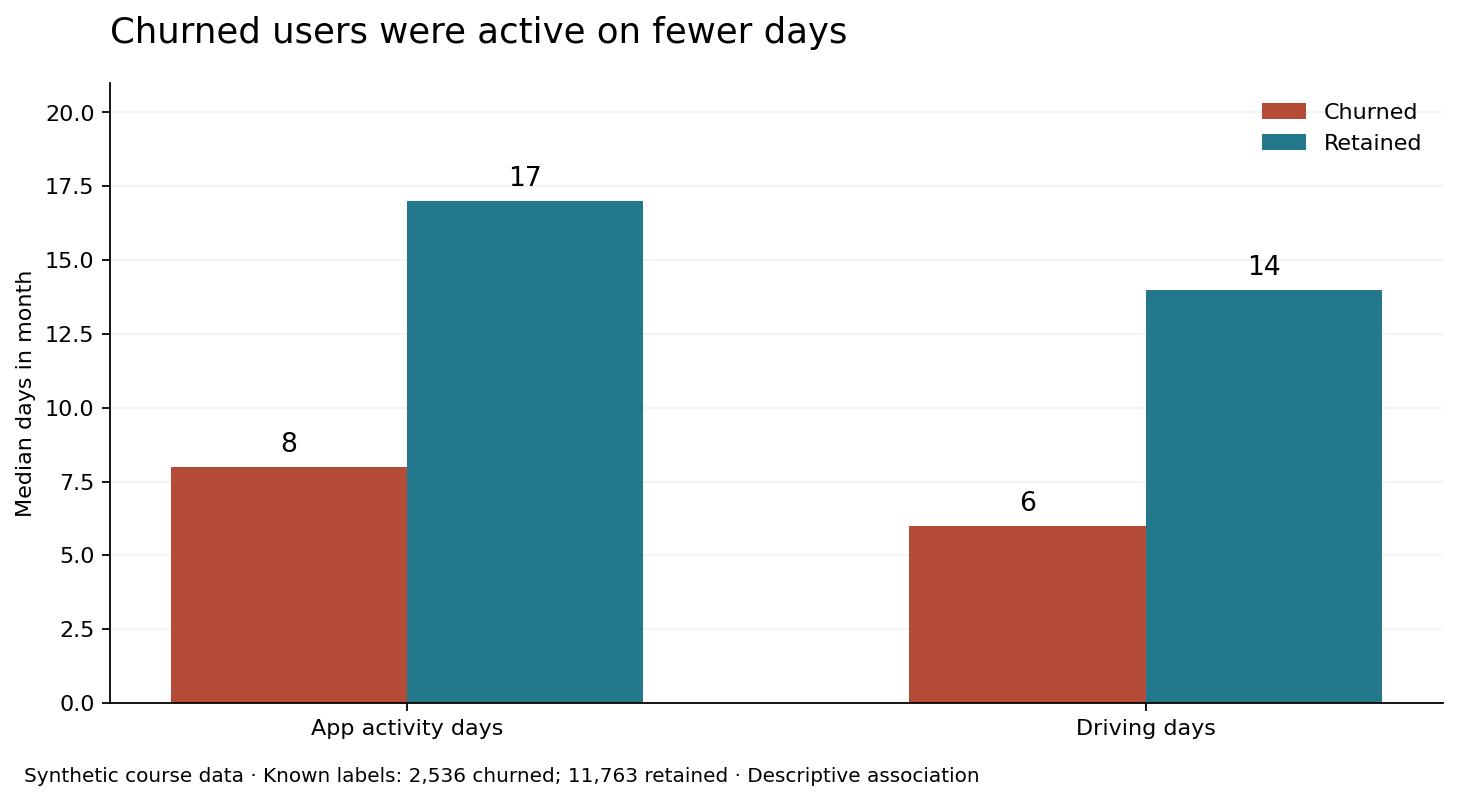 Churned users were active on fewer days
Churned
Retained
Median days in month
20.0
17.5
15.0
12.5
10.0
7.5
5.0
2.5
0.0
8
17
6
14
App activity days
Driving days
Synthetic course data · Known labels: 2,536 churned; 11,763 retained · Descriptive association